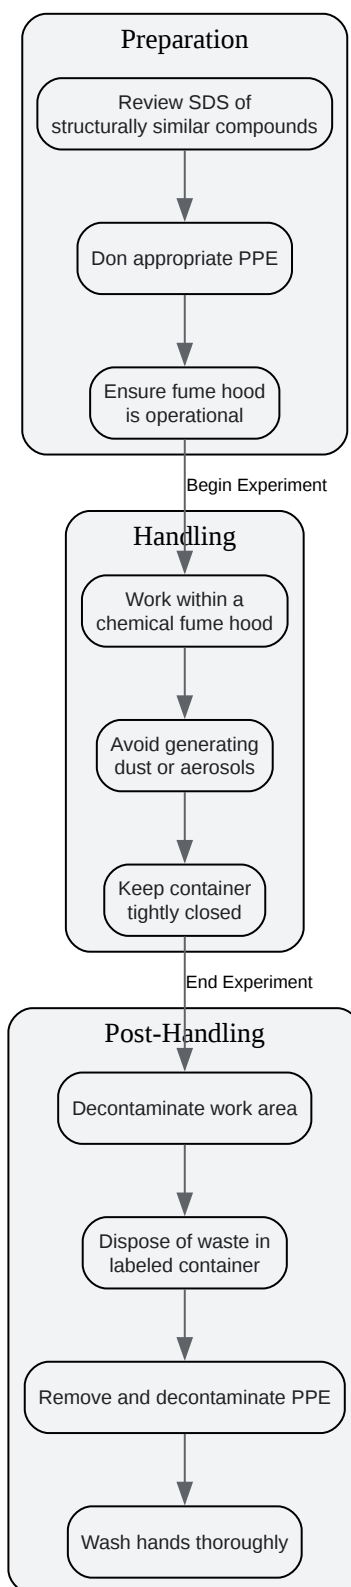 Preparation
Review SDS of
structurally similar compounds
Don appropriate PPE
Ensure fume hood
is operational
Begin Experiment
Handling
Work within a
chemical fume hood
Avoid generating
dust or aerosols
Keep container
tightly closed
End Experiment
Post-Handling
Decontaminate work area
Dispose of waste in
labeled container
Remove and decontaminate PPE
Wash hands thoroughly